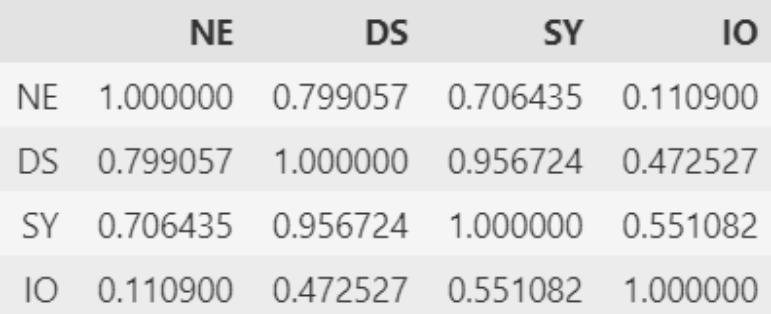 NE DS SY IO
NE 1.000000 0.799057 0.706435 0.110900
DS 0.799057 1.000000 0.956724 0.472527
SY 0.706435 0.956724 1.000000 0.551082
IO 0.110900 0.472527 0.551082 1.000000